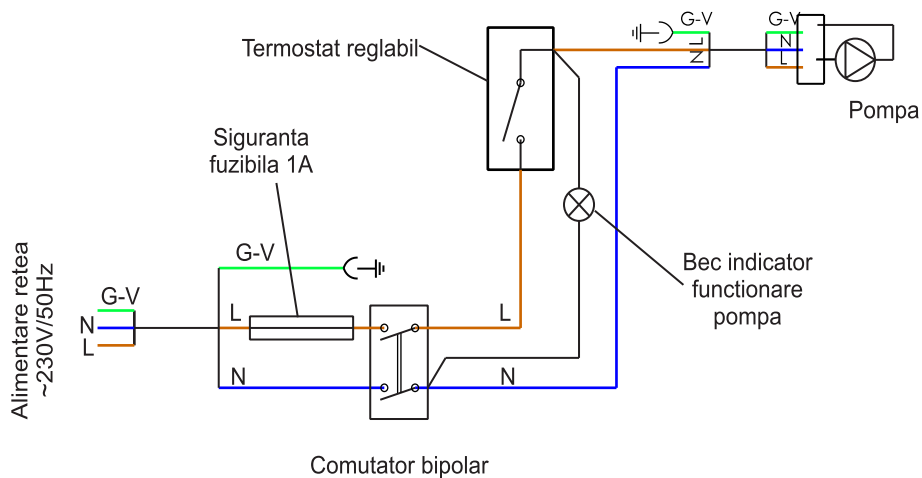 G-V
G-V
Termostat reglabil
L
N
N
L
Pompa
Siguranta
fuzibila 1A
Bec indicator
functionare
pompa
G-V
Alimentare retea
~230V/50Hz
G-V
L
L
N
L
N
N
Comutator bipolar